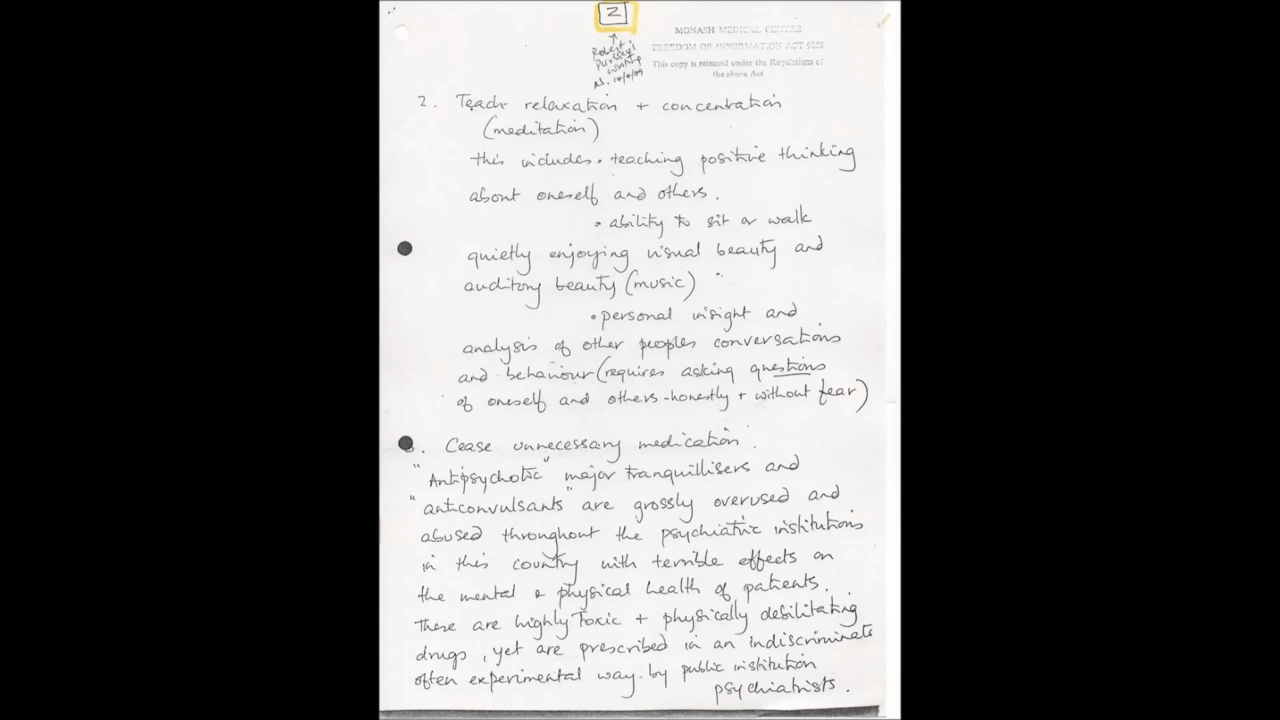 2
MONASH MEDICAL CENTRE
FREEDOM OF INFORMATION ACT
This copy is released under the Regulations of
the above Act
Robert
writing
14/4/09
2. Teach relaxation + concentration
(meditation)
this includes • teaching positive thinking
about oneself and others.
• ability to sit or walk
quietly enjoying visual beauty and
auditory beauty (music)
• personal insight and
analysis of other peoples conversations
and behaviour (requires asking questions
of oneself and others - honestly + without fear)
. Cease unnecessary medication.
"Antipsychotic" major tranquillisers and
"anticonvulsants" are grossly overused and
abused throughout the psychiatric institutions
in this country with terrible effects on
the mental & physical health of patients.
these are highly toxic + physically debilitating
drugs, yet are prescribed in an indiscriminate
often experimental way. by public institution
psychiatrists.